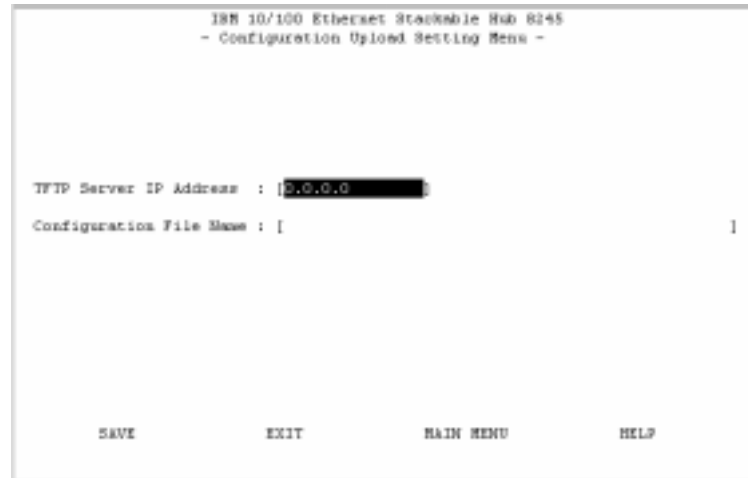 IBM 10/100 Ethernet Stackable Hub 8245
- Configuration Upload Setting Menu -
TFTP Server IP Address : [0.0.0.0 ]
Configuration File Name : [ ]
SAVE EXIT MAIN MENU HELP